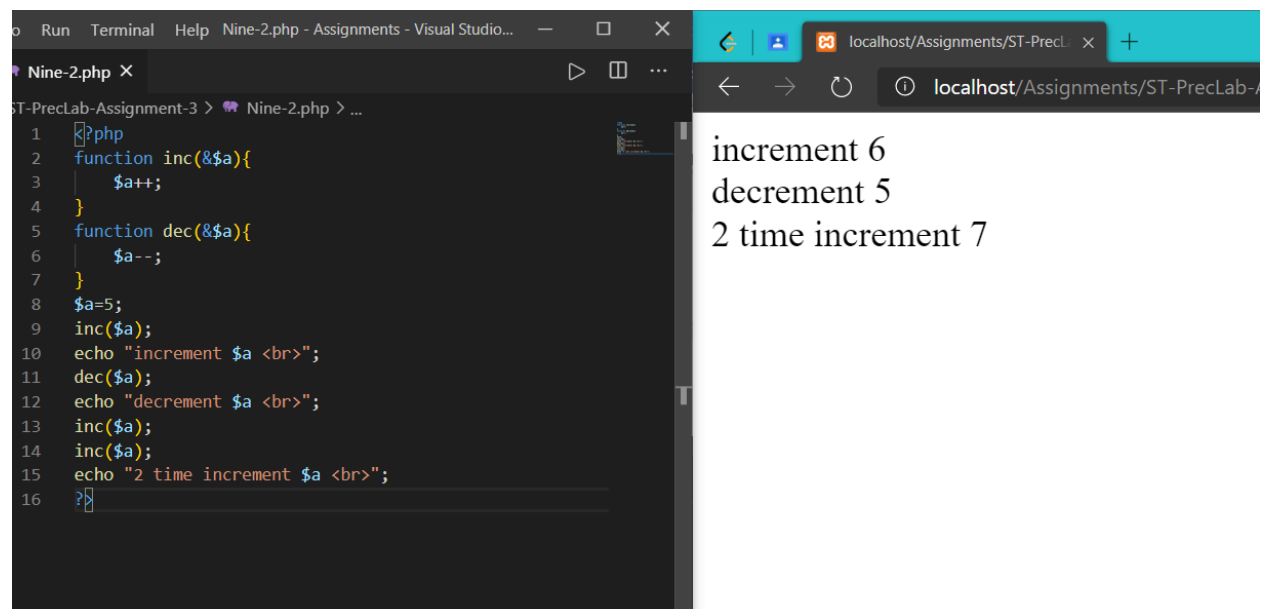 o Run Terminal Help Nine-2.php - Assignments - Visual Studio...
Nine-2.php
ST-PrecLab-Assignment-3 > Nine-2.php > ...
1 <?php
2 function inc(&$a){
3 $a++;
4 }
5 function dec(&$a){
6 $a--;
7 }
8 $a=5;
9 inc($a);
10 echo "increment $a <br>";
11 dec($a);
12 echo "decrement $a <br>";
13 inc($a);
14 inc($a);
15 echo "2 time increment $a <br>";
16 ?>
localhost/Assignments/ST-PrecL
localhost/Assignments/ST-PrecLab-A
increment 6
decrement 5
2 time increment 7